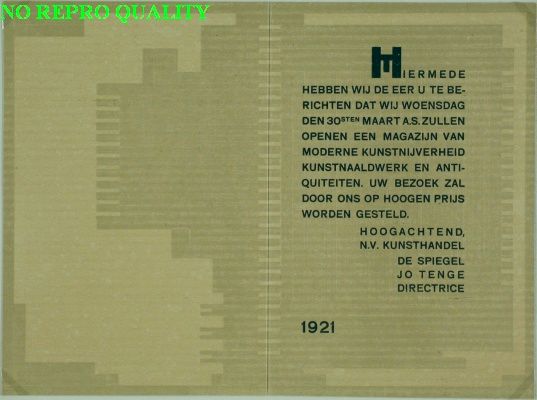 NO REPRO QUALITY
HIERMEDE
HEBBEN WIJ DE EER U TE BE-
RICHTEN DAT WIJ WOENSDAG
DEN 30STEN MAART A.S. ZULLEN
OPENEN EEN MAGAZIJN VAN
MODERNE KUNSTNIJVERHEID
KUNSTNAALDWERK EN ANTI-
QUITEITEN. UW BEZOEK ZAL
DOOR ONS OP HOOGEN PRIJS
WORDEN GESTELD.
HOOGACHTEND,
N.V. KUNSTHANDEL
DE SPIEGEL
JO TENGE
DIRECTRICE
1921